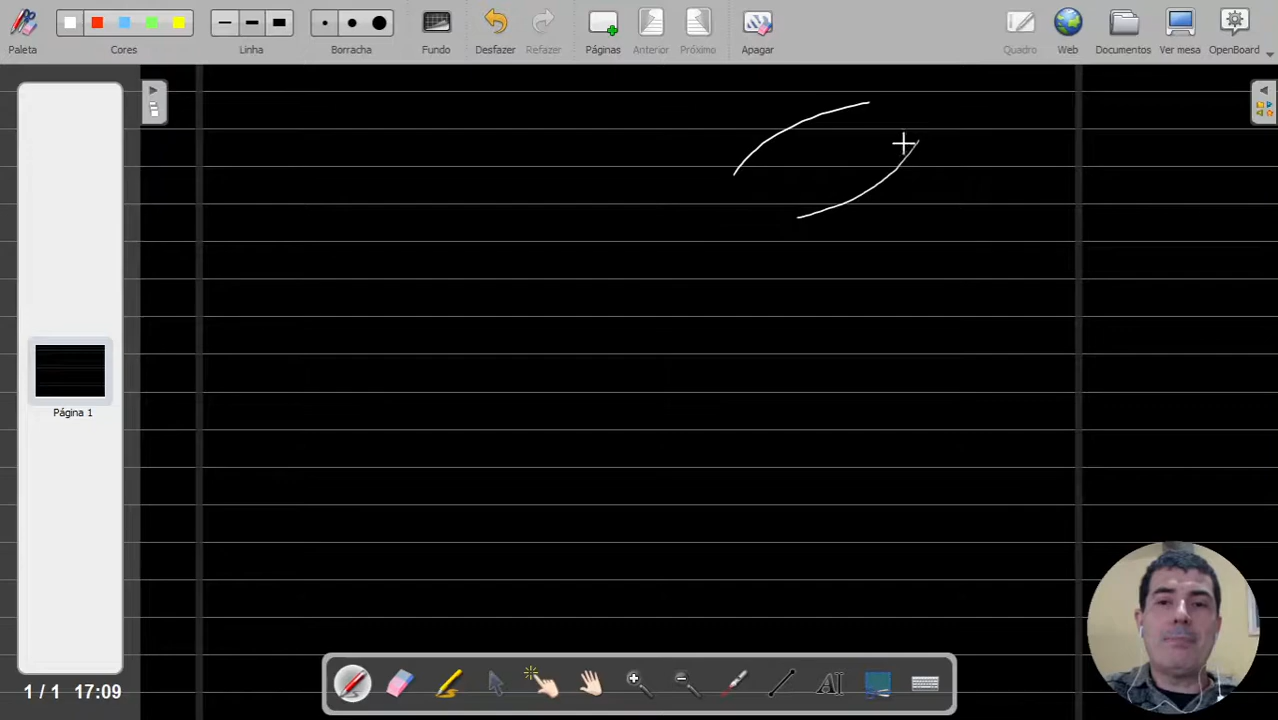 Paleta
Cores
Linha
Borracha
Fundo
Desfazer
Refazer
Páginas
Anterior
Próximo
Apagar
Quadro
Web
Documentos
Ver mesa
OpenBoard
Página 1
1 / 1 17:09
AI